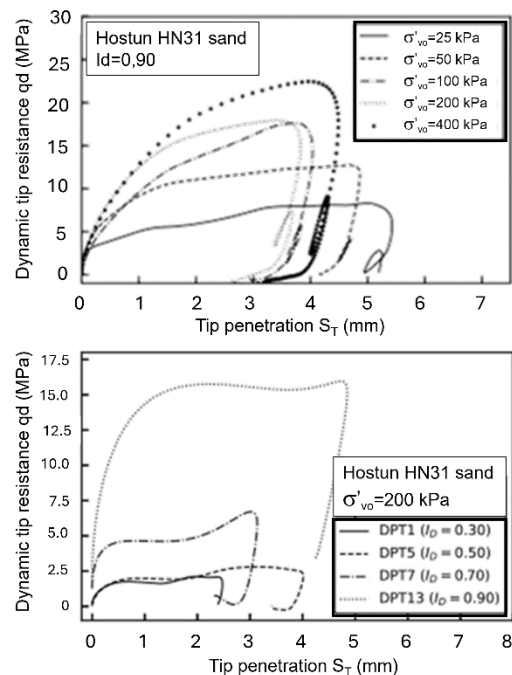 Hostun HN31 sand
Id=0,90
σ'vo=25 kPa
σ'vo=50 kPa
σ'vo=100 kPa
σ'vo=200 kPa
σ'vo=400 kPa
Dynamic tip resistance qd (MPa)
30
25
20
15
10
5
0
0 1 2 3 4 5 6 7
Tip penetration ST (mm)
Hostun HN31 sand
σ'vo=200 kPa
DPT1 (ID = 0.30)
DPT5 (ID = 0.50)
DPT7 (ID = 0.70)
DPT13 (ID = 0.90)
Dynamic tip resistance qd (MPa)
17.5
15.0
12.5
10.0
7.5
5.0
2.5
0
0 1 2 3 4 5 6 7 8
Tip penetration ST (mm)